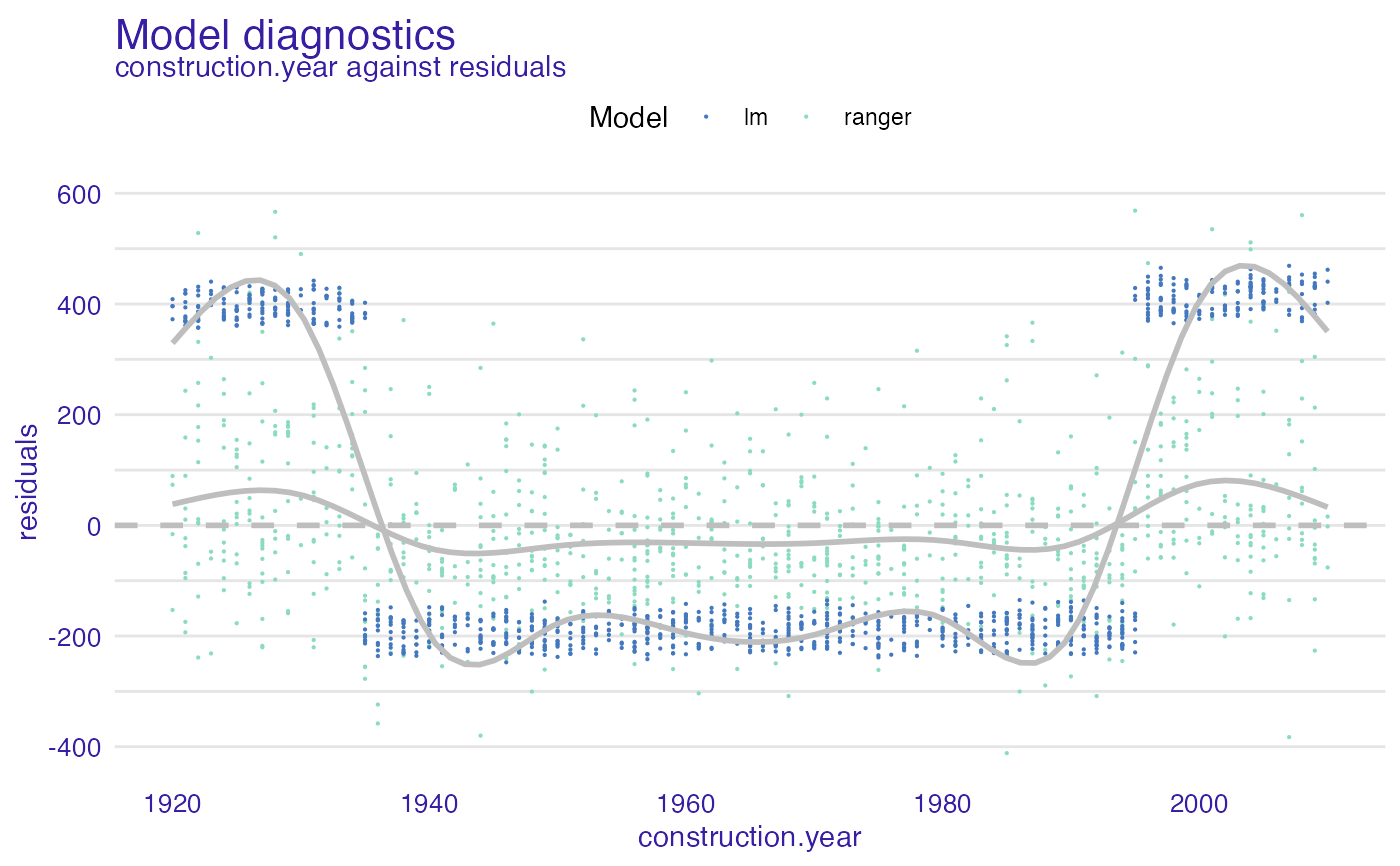 Model diagnostics
construction.year against residuals
Model lm ranger
600
400
200
0
-200
-400
residuals
1920 1940 1960 1980 2000
construction.year